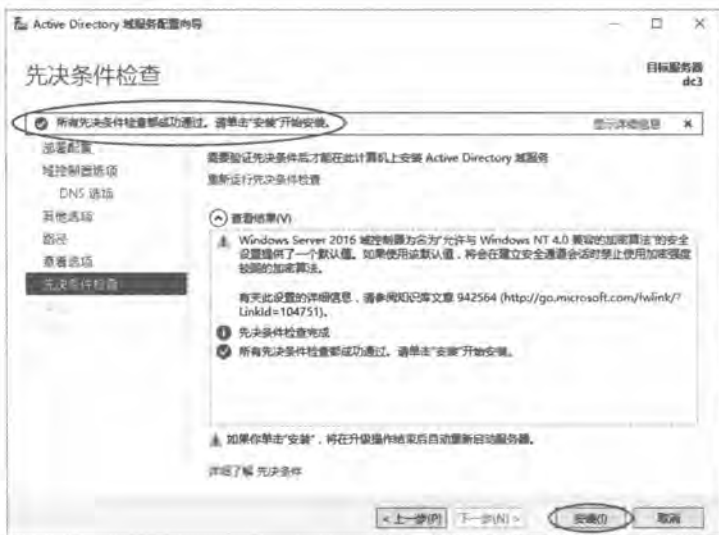 Active Directory 域服务配置向导
先决条件检查
目标服务器
dc3
所有先决条件检查都成功通过。请单击"安装"开始安装。
显示详细信息
部署配置
域控制器选项
DNS 选项
其他选项
路径
查看选项
先决条件检查
需要验证先决条件后才能在此计算机上安装 Active Directory 域服务
重新运行先决条件检查
查看结果(V)
Windows Server 2016 域控制器为名为"允许与 Windows NT 4.0 兼容的加密算法"的安全
设置提供了一个默认值。如果使用该默认值，将会在建立安全通道会话时禁止使用加密强度
较弱的加密算法。
有关此设置的详细信息，请参阅知识库文章 942564 (http://go.microsoft.com/fwlink/?
LinkId=104751)。
先决条件检查完成
所有先决条件检查都成功通过。请单击"安装"开始安装。
如果你单击"安装"，将在升级操作结束后自动重新启动服务器。
详细了解 先决条件
< 上一步(P)
下一步(N) >
安装(I)
取消